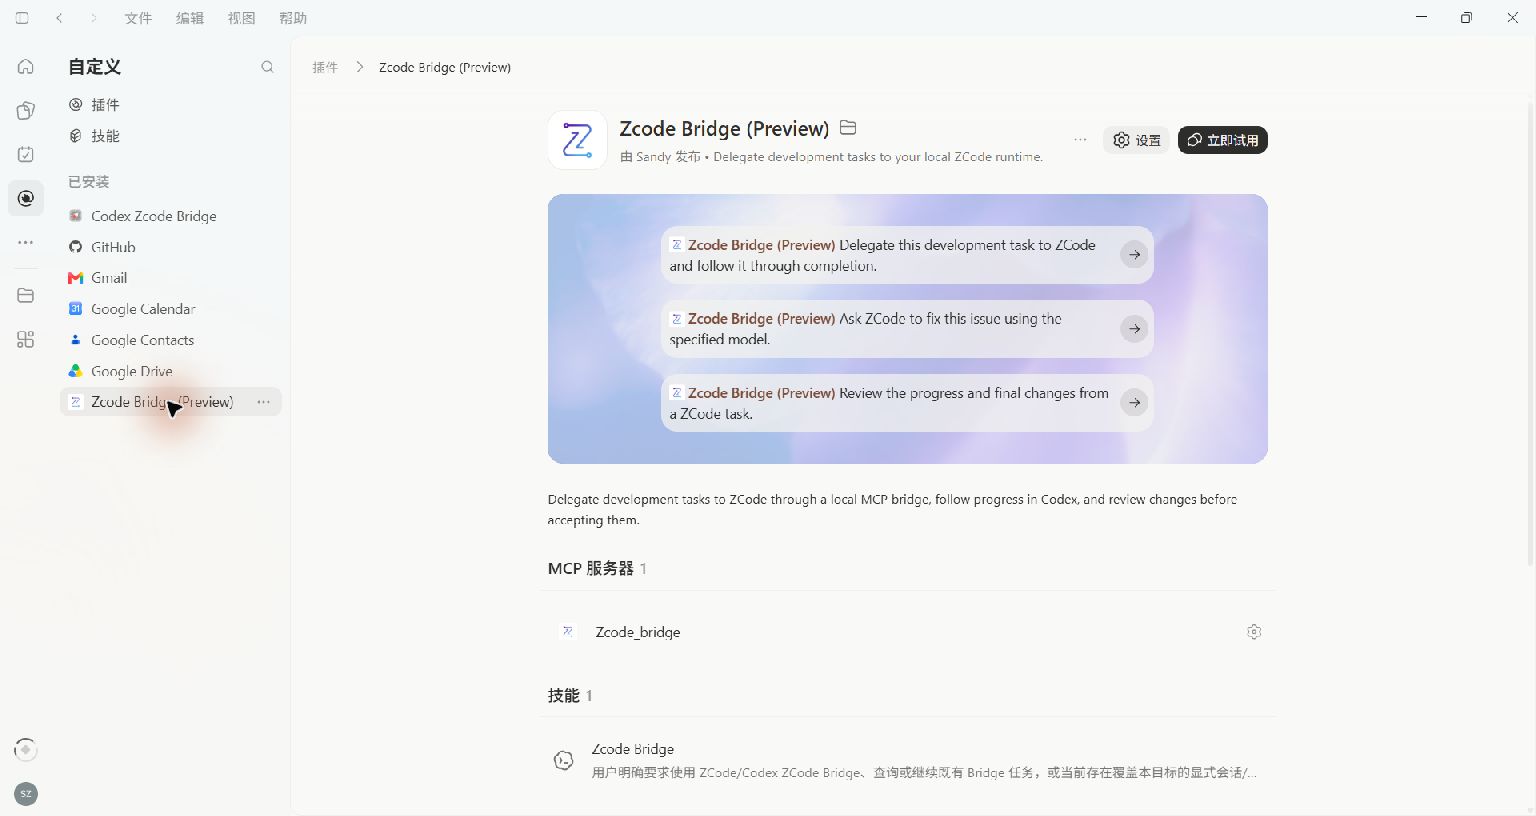 文件 编辑 视图 帮助
自定义
插件
技能
已安装
Codex Zcode Bridge
GitHub
Gmail
31 Google Calendar
Google Contacts
Google Drive
Zcode Bridge (Preview) ...
SZ
插件 > Zcode Bridge (Preview)
Zcode Bridge (Preview)
由 Sandy 发布 • Delegate development tasks to your local ZCode runtime.
... 设置 立即试用
Zcode Bridge (Preview) Delegate this development task to ZCode
and follow it through completion.
Zcode Bridge (Preview) Ask ZCode to fix this issue using the
specified model.
Zcode Bridge (Preview) Review the progress and final changes from
a ZCode task.
Delegate development tasks to ZCode through a local MCP bridge, follow progress in Codex, and review changes before
accepting them.
MCP 服务器 1
Zcode_bridge
技能 1
Zcode Bridge
用户明确要求使用 ZCode/Codex ZCode Bridge、查询或继续既有 Bridge 任务，或当前存在覆盖本目标的显式会话/...